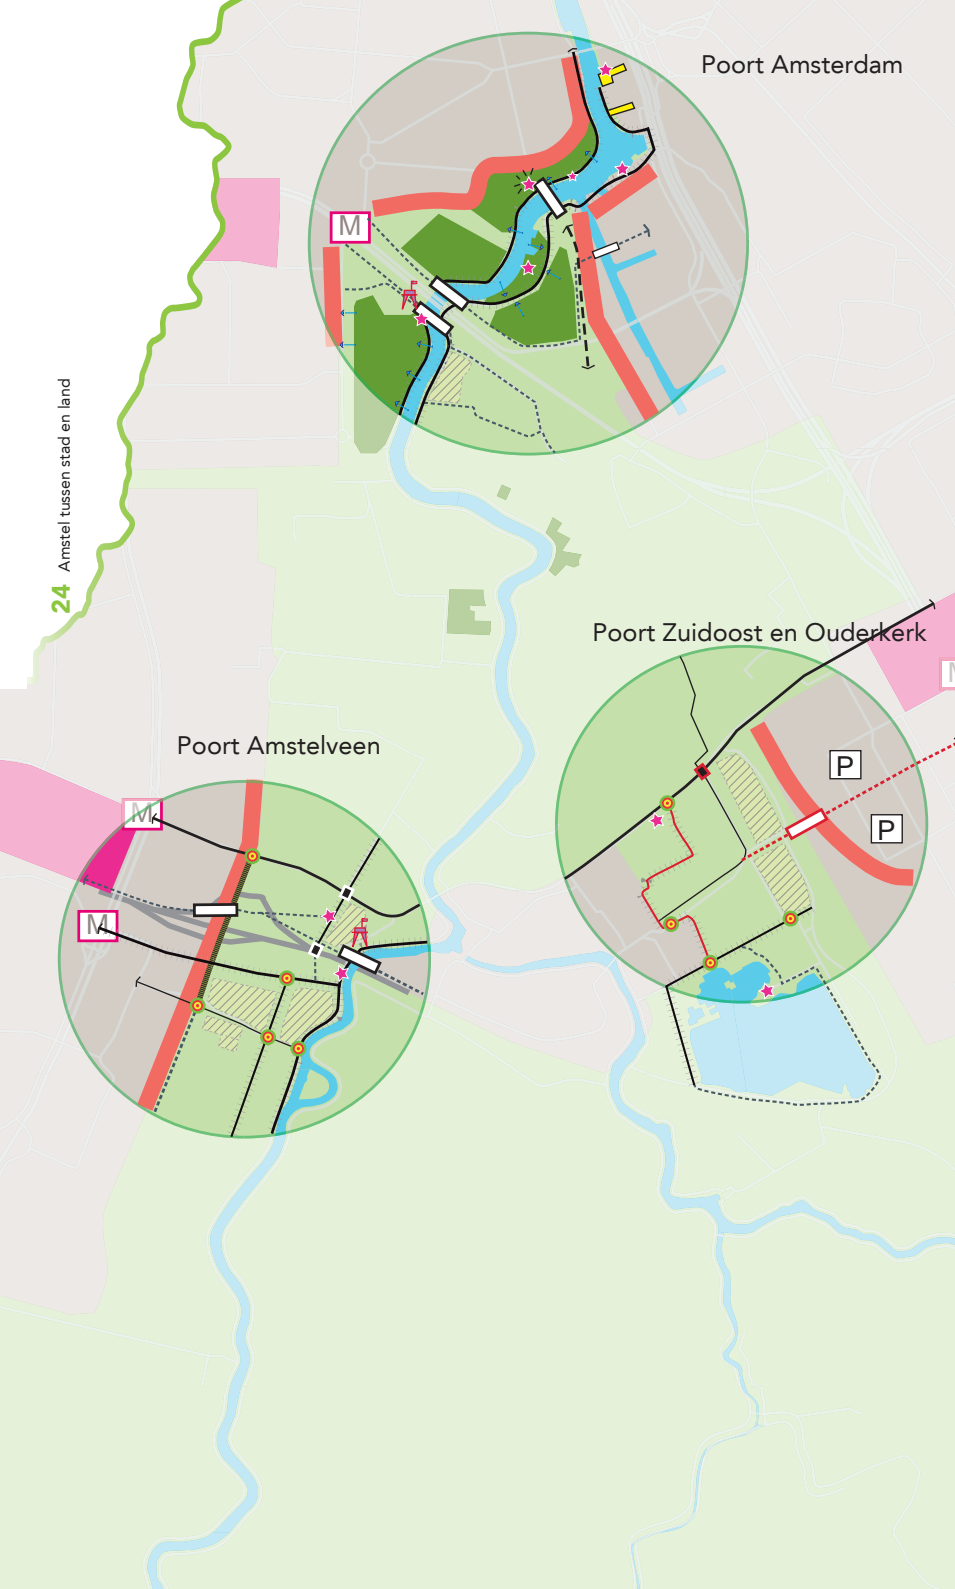 Poort Amsterdam
M
24 Amstel tussen stad en land
Poort Zuidoost en Ouderkerk
M
Poort Amstelveen
P
M
P
M